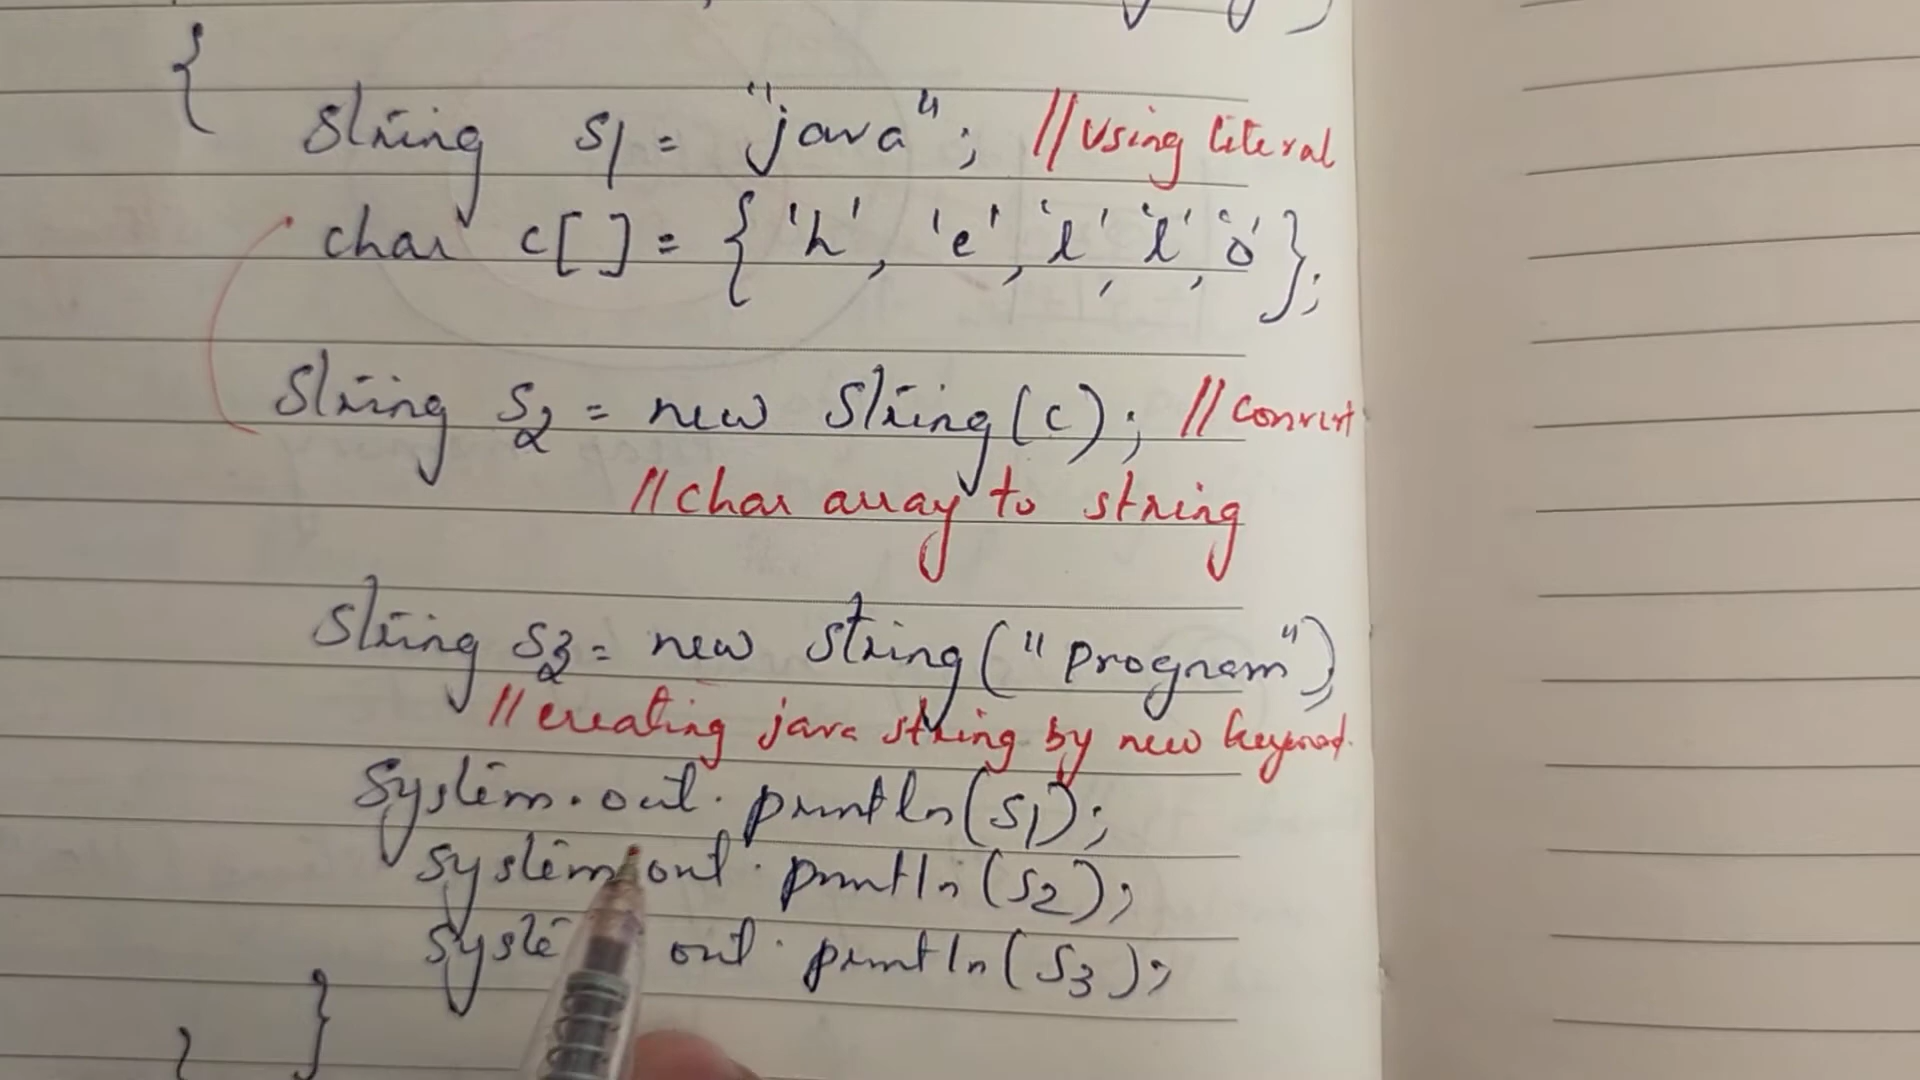 {
String s1 = "java"; //Using literal
char c[] = {'h', 'e', 'l', 'l', 'o'};
String s2 = new String(c); //convert
//char array to string
String s3 = new String("program");
//creating java string by new keyword.
System.out.println(s1);
System out.println(s2);
Syste out.println(s3);
}
}